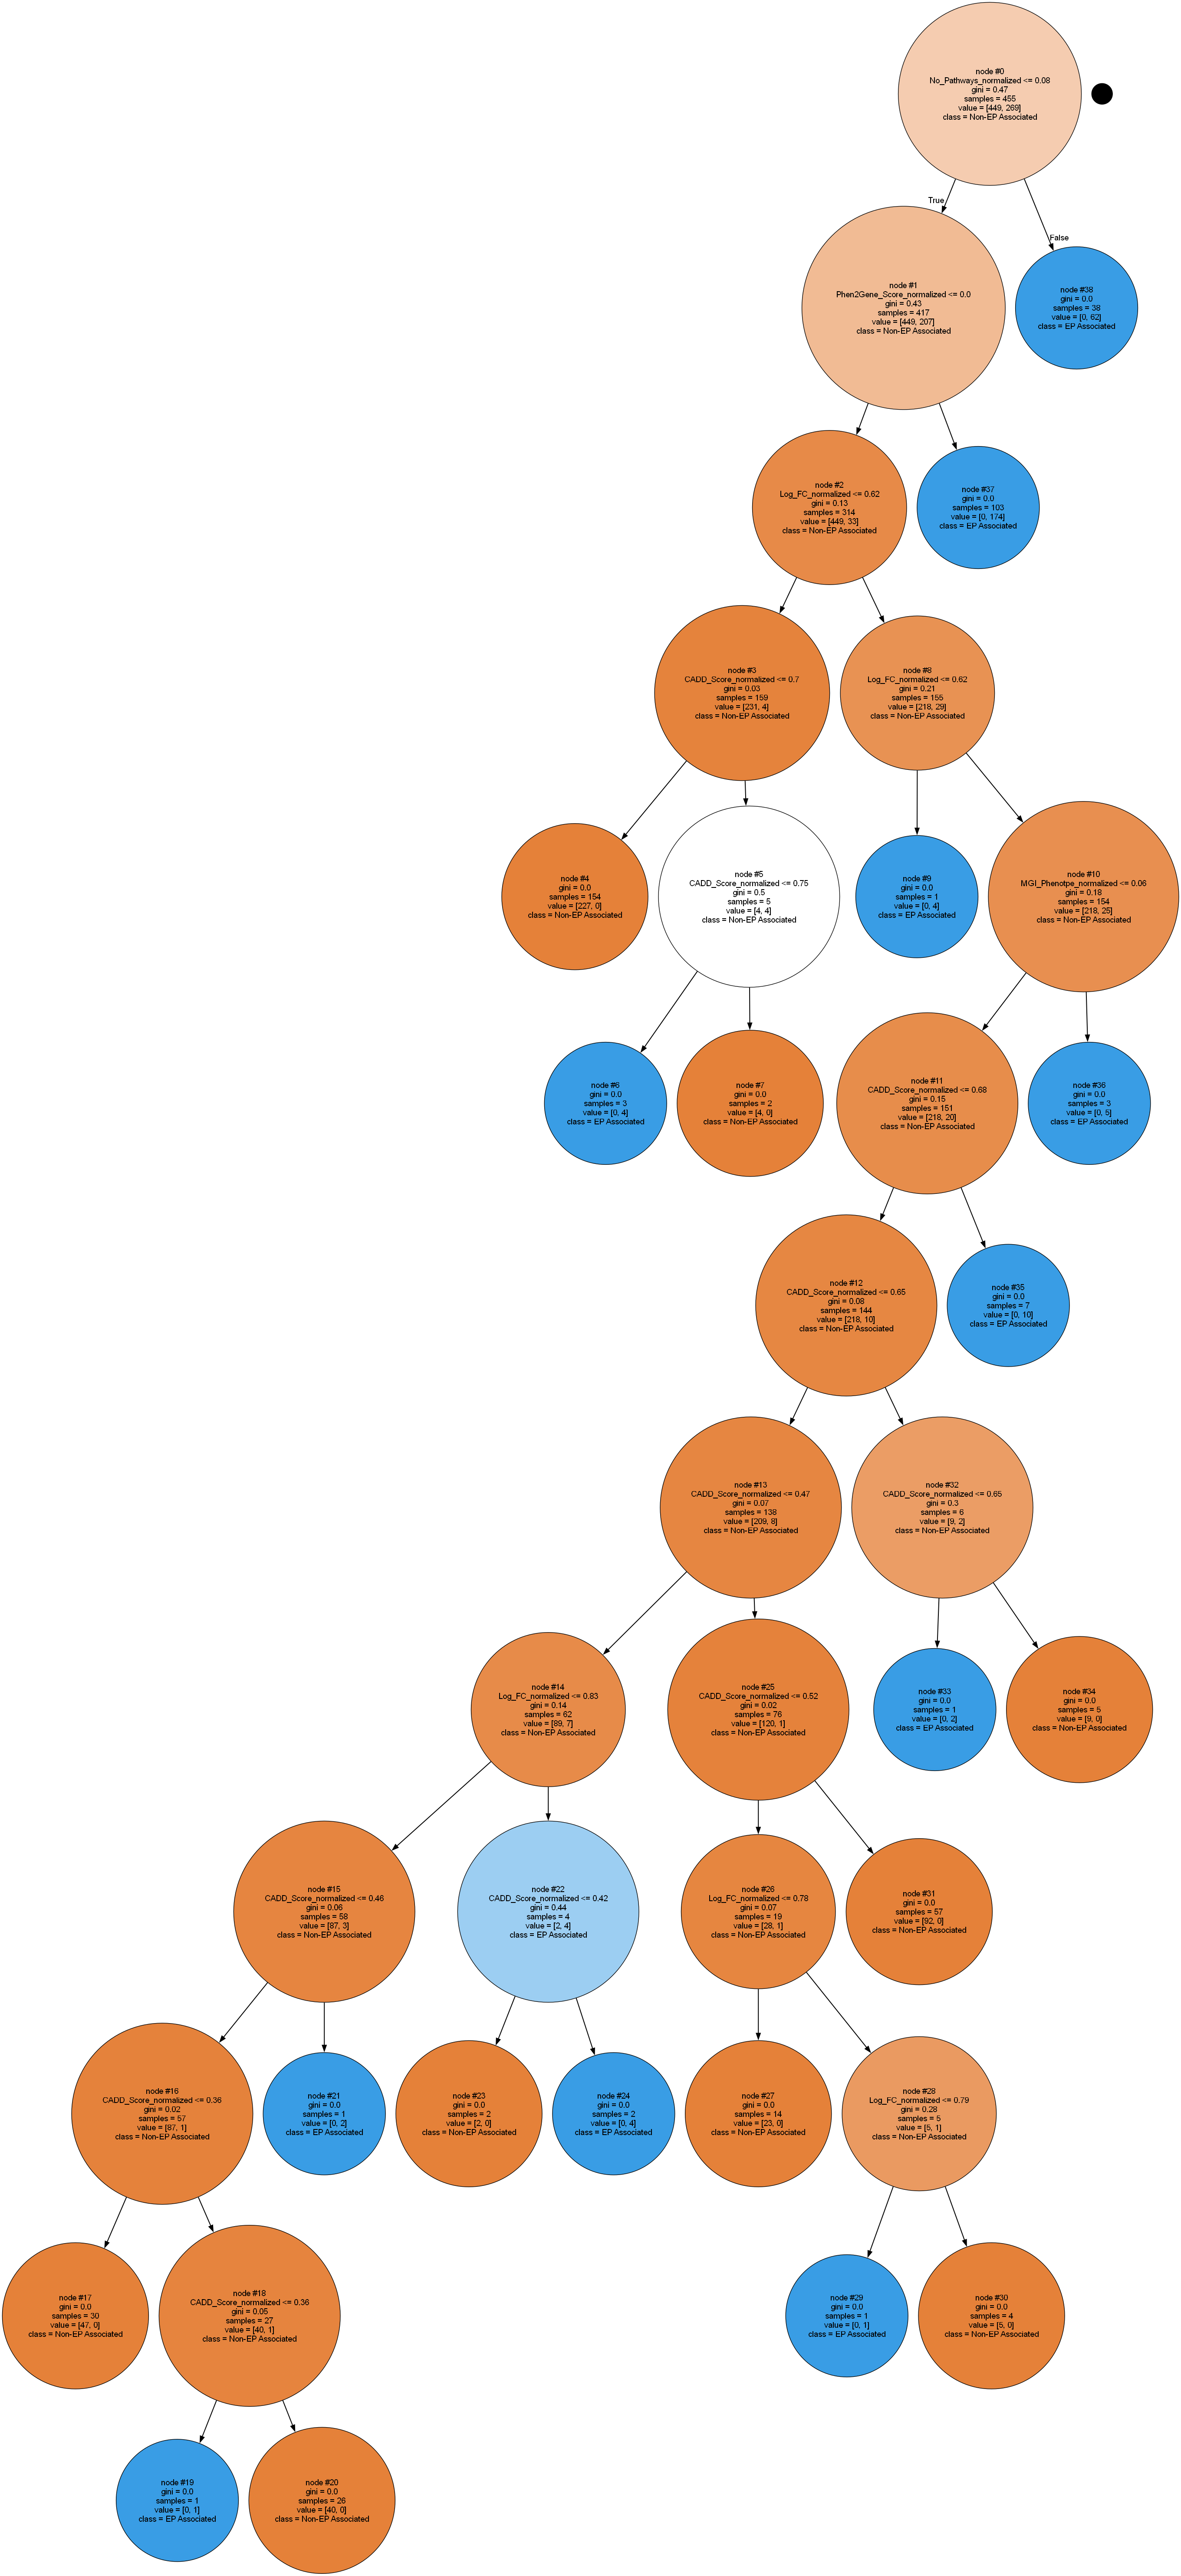 node #0
No_Pathways_normalized <= 0.08
gini = 0.47
samples = 455
value = [449, 269]
class = Non-EP Associated
True
False
node #1
Phen2Gene_Score_normalized <= 0.0
gini = 0.43
samples = 417
value = [449, 207]
class = Non-EP Associated
node #38
gini = 0.0
samples = 38
value = [0, 62]
class = EP Associated
node #2
Log_FC_normalized <= 0.62
gini = 0.13
samples = 314
value = [449, 33]
class = Non-EP Associated
node #37
gini = 0.0
samples = 103
value = [0, 174]
class = EP Associated
node #3
CADD_Score_normalized <= 0.7
gini = 0.03
samples = 159
value = [231, 4]
class = Non-EP Associated
node #8
Log_FC_normalized <= 0.62
gini = 0.21
samples = 155
value = [218, 29]
class = Non-EP Associated
node #4
gini = 0.0
samples = 154
value = [227, 0]
class = Non-EP Associated
node #5
CADD_Score_normalized <= 0.75
gini = 0.5
samples = 5
value = [4, 4]
class = Non-EP Associated
node #9
gini = 0.0
samples = 1
value = [0, 4]
class = EP Associated
node #10
MGI_Phenotpe_normalized <= 0.06
gini = 0.18
samples = 154
value = [218, 25]
class = Non-EP Associated
node #6
gini = 0.0
samples = 3
value = [0, 4]
class = EP Associated
node #7
gini = 0.0
samples = 2
value = [4, 0]
class = Non-EP Associated
node #11
CADD_Score_normalized <= 0.68
gini = 0.15
samples = 151
value = [218, 20]
class = Non-EP Associated
node #36
gini = 0.0
samples = 3
value = [0, 5]
class = EP Associated
node #12
CADD_Score_normalized <= 0.65
gini = 0.08
samples = 144
value = [218, 10]
class = Non-EP Associated
node #35
gini = 0.0
samples = 7
value = [0, 10]
class = EP Associated
node #13
CADD_Score_normalized <= 0.47
gini = 0.07
samples = 138
value = [209, 8]
class = Non-EP Associated
node #32
CADD_Score_normalized <= 0.65
gini = 0.3
samples = 6
value = [9, 2]
class = Non-EP Associated
node #14
Log_FC_normalized <= 0.83
gini = 0.14
samples = 62
value = [89, 7]
class = Non-EP Associated
node #25
CADD_Score_normalized <= 0.52
gini = 0.02
samples = 76
value = [120, 1]
class = Non-EP Associated
node #33
gini = 0.0
samples = 1
value = [0, 2]
class = EP Associated
node #34
gini = 0.0
samples = 5
value = [9, 0]
class = Non-EP Associated
node #15
CADD_Score_normalized <= 0.46
gini = 0.06
samples = 58
value = [87, 3]
class = Non-EP Associated
node #22
CADD_Score_normalized <= 0.42
gini = 0.44
samples = 4
value = [2, 4]
class = EP Associated
node #26
Log_FC_normalized <= 0.78
gini = 0.07
samples = 19
value = [28, 1]
class = Non-EP Associated
node #31
gini = 0.0
samples = 57
value = [92, 0]
class = Non-EP Associated
node #16
CADD_Score_normalized <= 0.36
gini = 0.02
samples = 57
value = [87, 1]
class = Non-EP Associated
node #21
gini = 0.0
samples = 1
value = [0, 2]
class = EP Associated
node #23
gini = 0.0
samples = 2
value = [2, 0]
class = Non-EP Associated
node #24
gini = 0.0
samples = 2
value = [0, 4]
class = EP Associated
node #27
gini = 0.0
samples = 14
value = [23, 0]
class = Non-EP Associated
node #28
Log_FC_normalized <= 0.79
gini = 0.28
samples = 5
value = [5, 1]
class = Non-EP Associated
node #17
gini = 0.0
samples = 30
value = [47, 0]
class = Non-EP Associated
node #18
CADD_Score_normalized <= 0.36
gini = 0.05
samples = 27
value = [40, 1]
class = Non-EP Associated
node #29
gini = 0.0
samples = 1
value = [0, 1]
class = EP Associated
node #30
gini = 0.0
samples = 4
value = [5, 0]
class = Non-EP Associated
node #19
gini = 0.0
samples = 1
value = [0, 1]
class = EP Associated
node #20
gini = 0.0
samples = 26
value = [40, 0]
class = Non-EP Associated